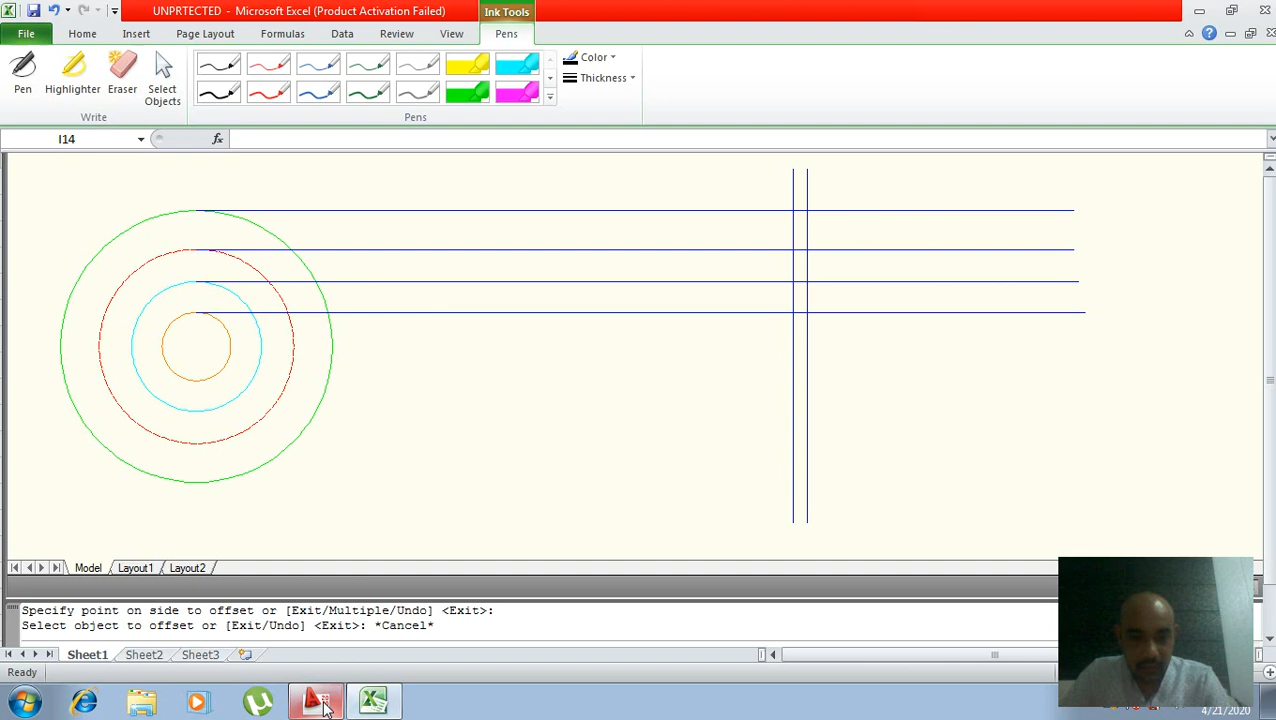 UNPRTECTED - Microsoft Excel (Product Activation Failed)
Ink Tools
File Home Insert Page Layout Formulas Data Review View Pens
Color
Thickness
Pen Highlighter Eraser Select Objects
Write Pens
I14 fx
Model Layout1 Layout2
Specify point on side to offset or [Exit/Multiple/Undo] <Exit>:
Select object to offset or [Exit/Undo] <Exit>: *Cancel*
Sheet1 Sheet2 Sheet3
Ready
4/21/2020